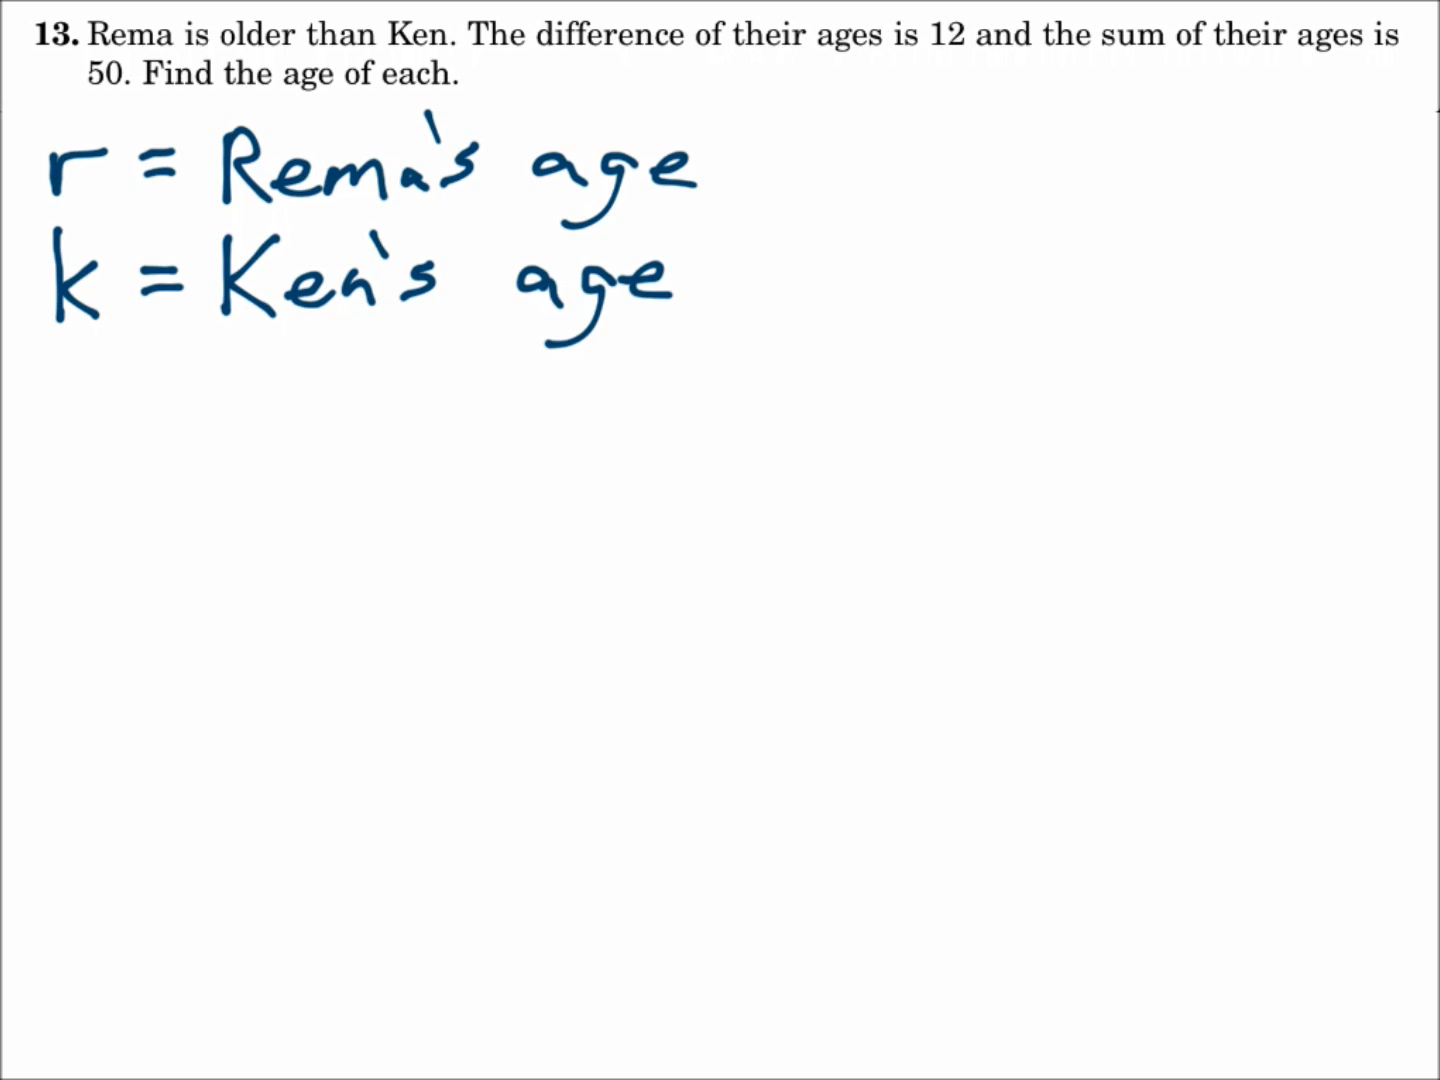 13. Rema is older than Ken. The difference of their ages is 12 and the sum of their ages is
50. Find the age of each.
r = Rema's age
k = Ken's age